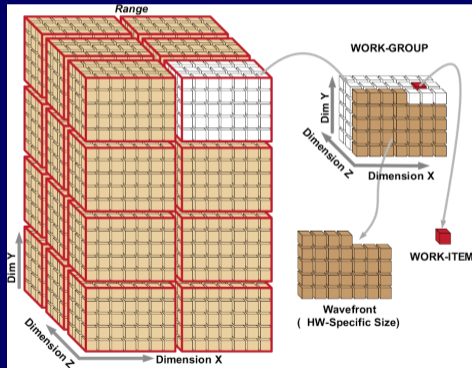 Range
WORK-GROUP
Dim Y
Dimension Z
Dimension X
WORK-ITEM
Wavefront
( HW-Specific Size)
Dim Y
Dimension Z
Dimension X